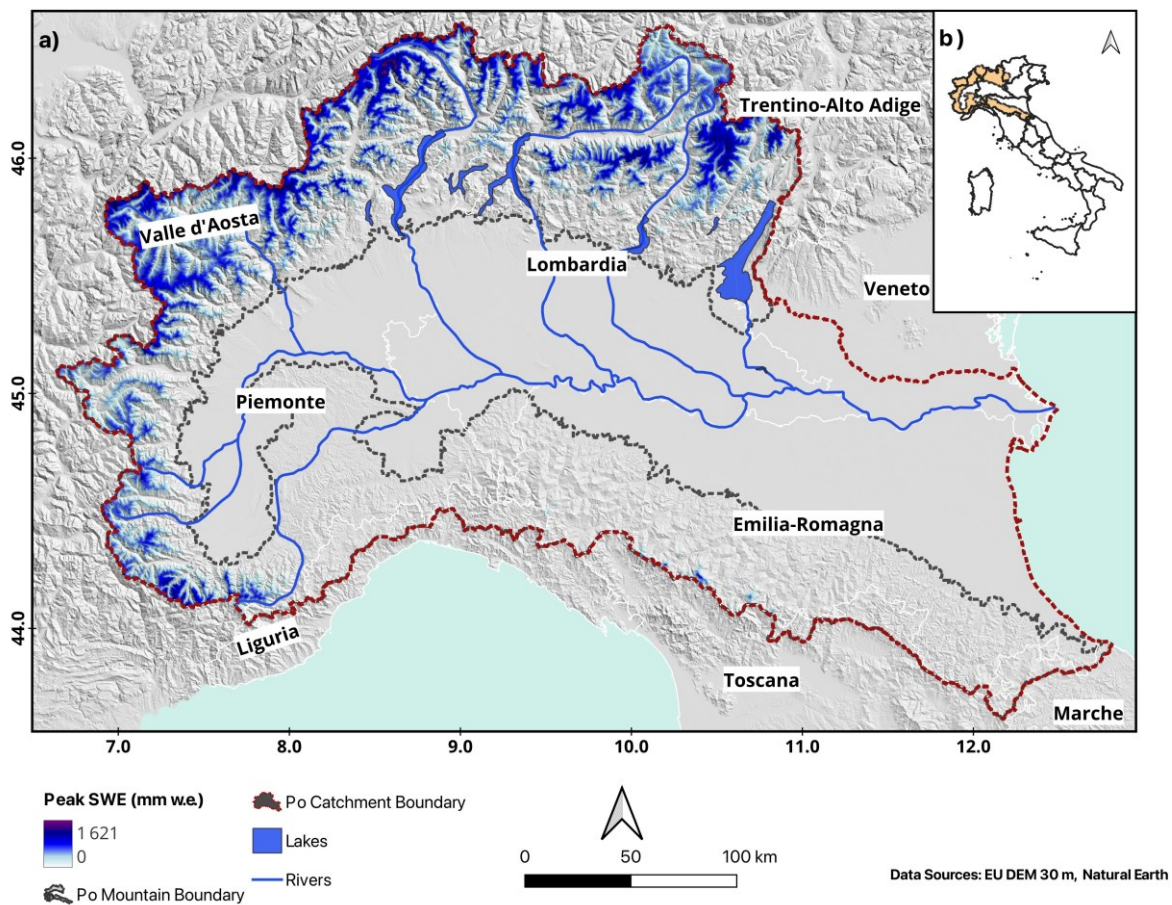 a)
b)
Trentino-Alto Adige
46.0
Valle d'Aosta
Lombardia
Veneto
45.0
Piemonte
Emilia-Romagna
44.0
Liguria
Toscana
Marche
7.0 8.0 9.0 10.0 11.0 12.0
Peak SWE (mm w.e.)
1 621
0
Po Mountain Boundary
Po Catchment Boundary
Lakes
Rivers
0 50 100 km
Data Sources: EU DEM 30 m, Natural Earth